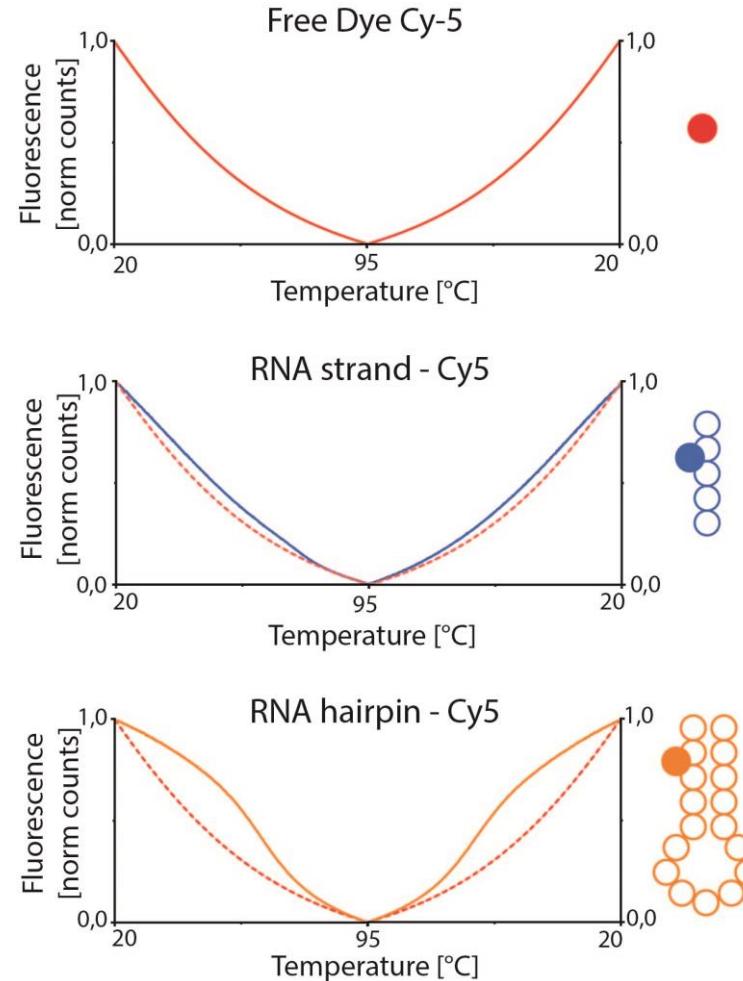 Free Dye Cy-5
Fluorescence
[norm counts]
1,0
0,0
1,0
0,0
20
95
20
Temperature [°C]
RNA strand - Cy5
Fluorescence
[norm counts]
1,0
0,0
1,0
0,0
20
95
20
Temperature [°C]
RNA hairpin - Cy5
Fluorescence
[norm counts]
1,0
0,0
1,0
0,0
20
95
20
Temperature [°C]